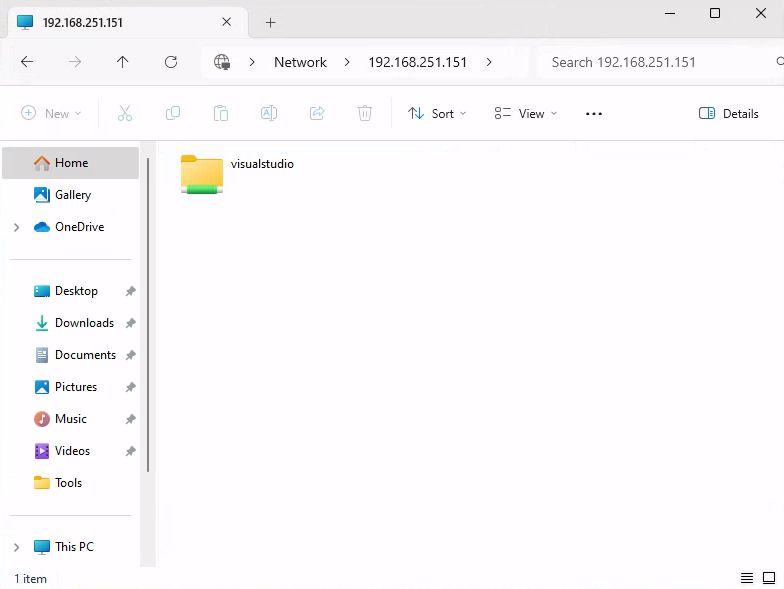 192.168.251.151
Network 192.168.251.151 Search 192.168.251.151
New Sort View Details
Home
Gallery
OneDrive
Desktop
Downloads
Documents
Pictures
Music
Videos
Tools
This PC
visualstudio
1 item